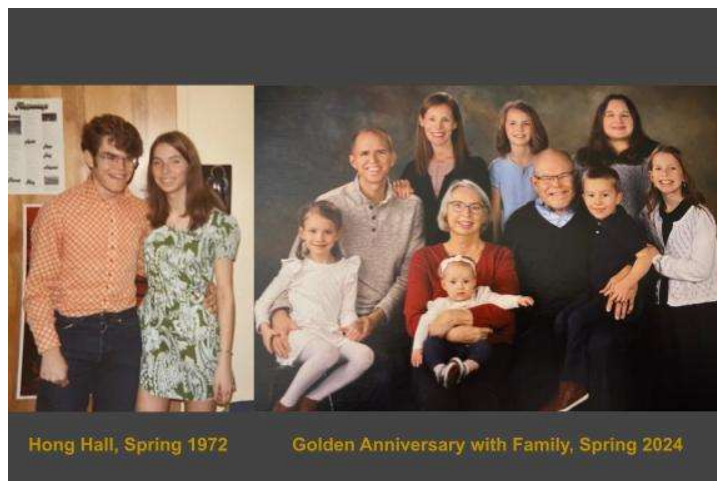 Hong Hall, Spring 1972
Golden Anniversary with Family, Spring 2024